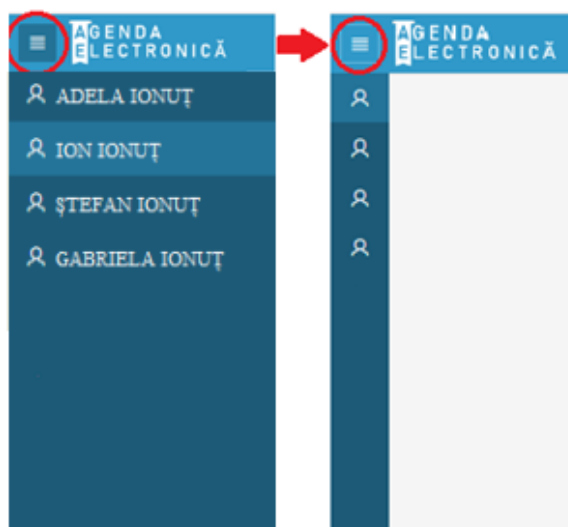 AGENDA
ELECTRONICĂ
ADELA IONUȚ
ION IONUȚ
ȘTEFAN IONUȚ
GABRIELA IONUȚ
AGENDA
ELECTRONICĂ